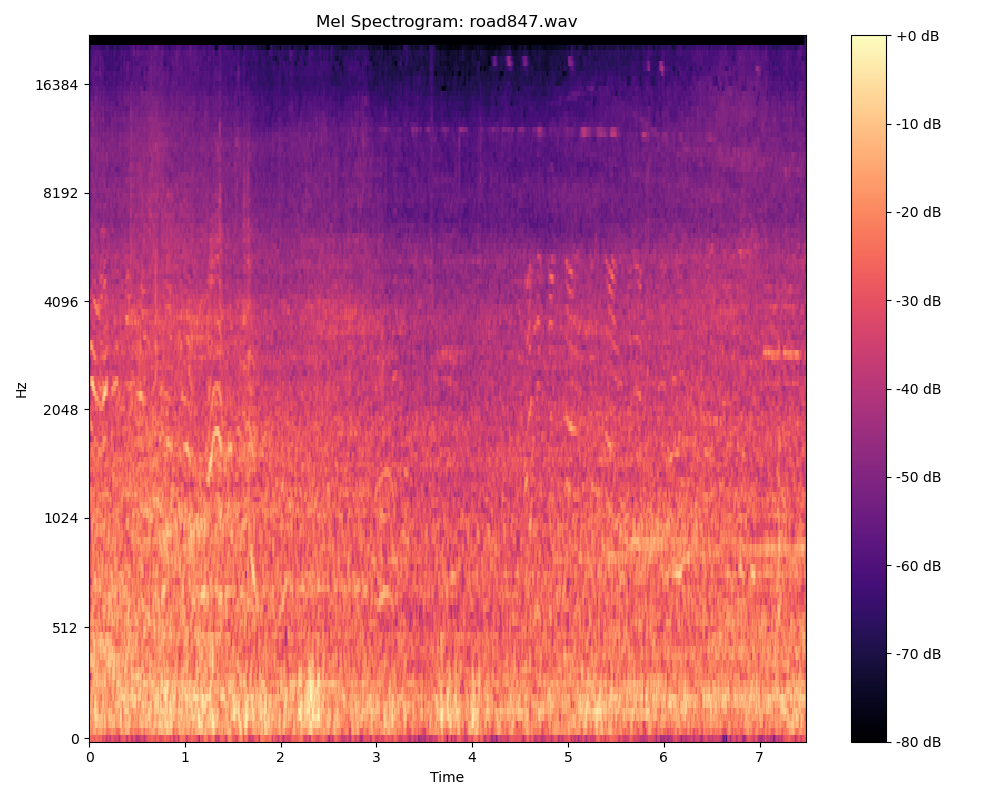 Mel Spectrogram: road847.wav
Hz
16384
8192
4096
2048
1024
512
0
0 1 2 3 4 5 6 7
Time
+0 dB
-10 dB
-20 dB
-30 dB
-40 dB
-50 dB
-60 dB
-70 dB
-80 dB